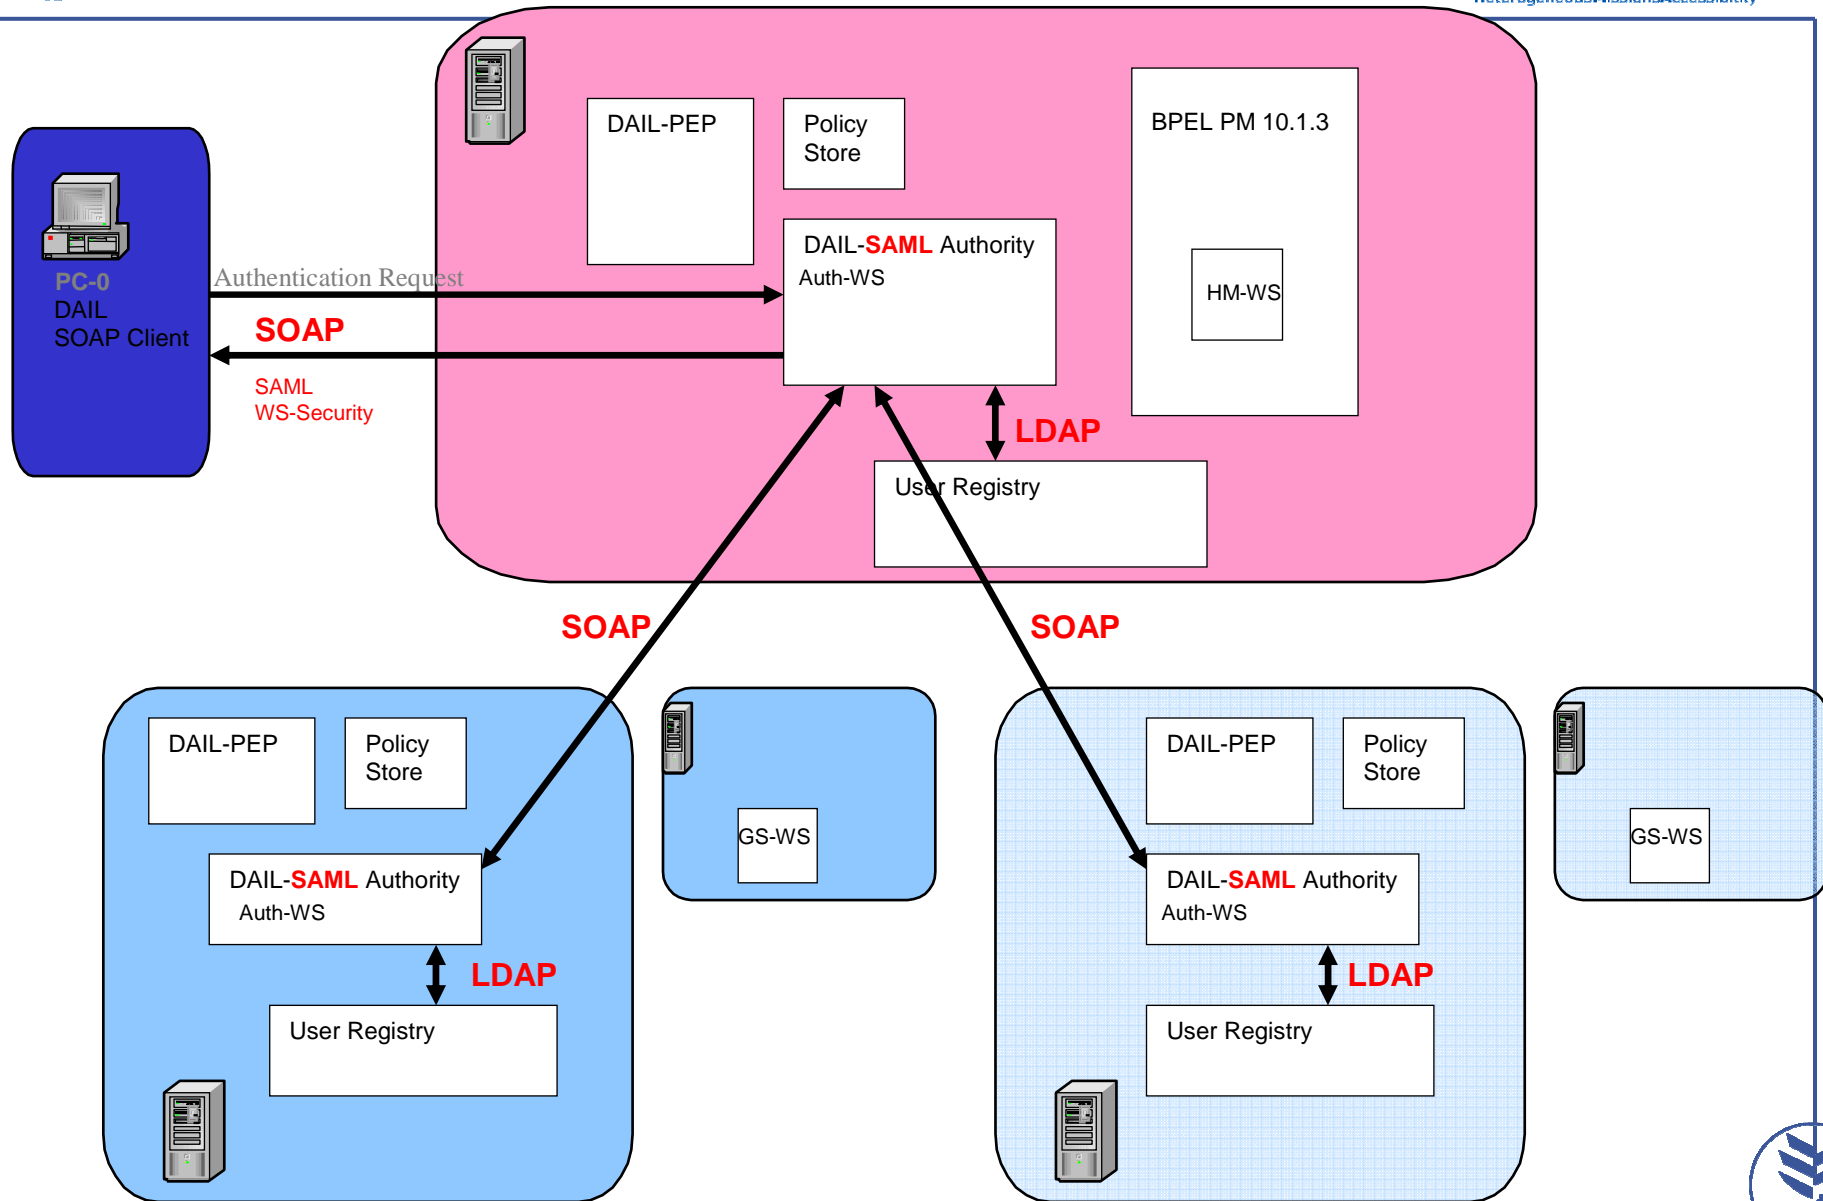 Heterogeneous Missions Accessibility
DAIL-PEP
Policy
Store
BPEL PM 10.1.3
DAIL-SAML Authority
Auth-WS
HM-WS
PC-0
DAIL
SOAP Client
Authentication Request
SOAP
SAML
WS-Security
LDAP
User Registry
SOAP
SOAP
DAIL-PEP
Policy
Store
GS-WS
DAIL-SAML Authority
Auth-WS
LDAP
User Registry
DAIL-PEP
Policy
Store
GS-WS
DAIL-SAML Authority
Auth-WS
LDAP
User Registry